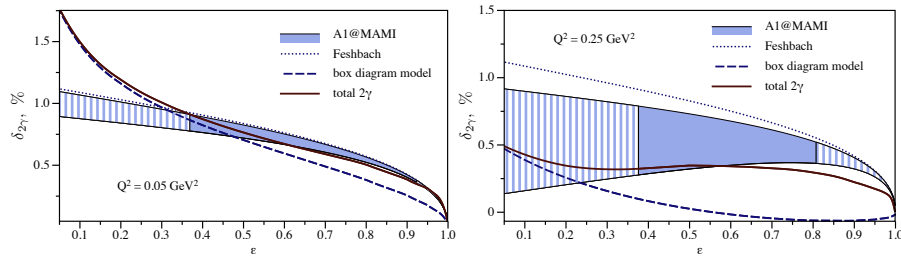 1.5
1.0
0.5
δ2γ, %
A1@MAMI
Feshbach
box diagram model
total 2γ
Q² = 0.05 GeV²
0.1 0.2 0.3 0.4 0.5 0.6 0.7 0.8 0.9 1.0
ε
1.5
1.0
0.5
0
δ2γ, %
Q² = 0.25 GeV²
A1@MAMI
Feshbach
box diagram model
total 2γ
0.1 0.2 0.3 0.4 0.5 0.6 0.7 0.8 0.9 1.0
ε